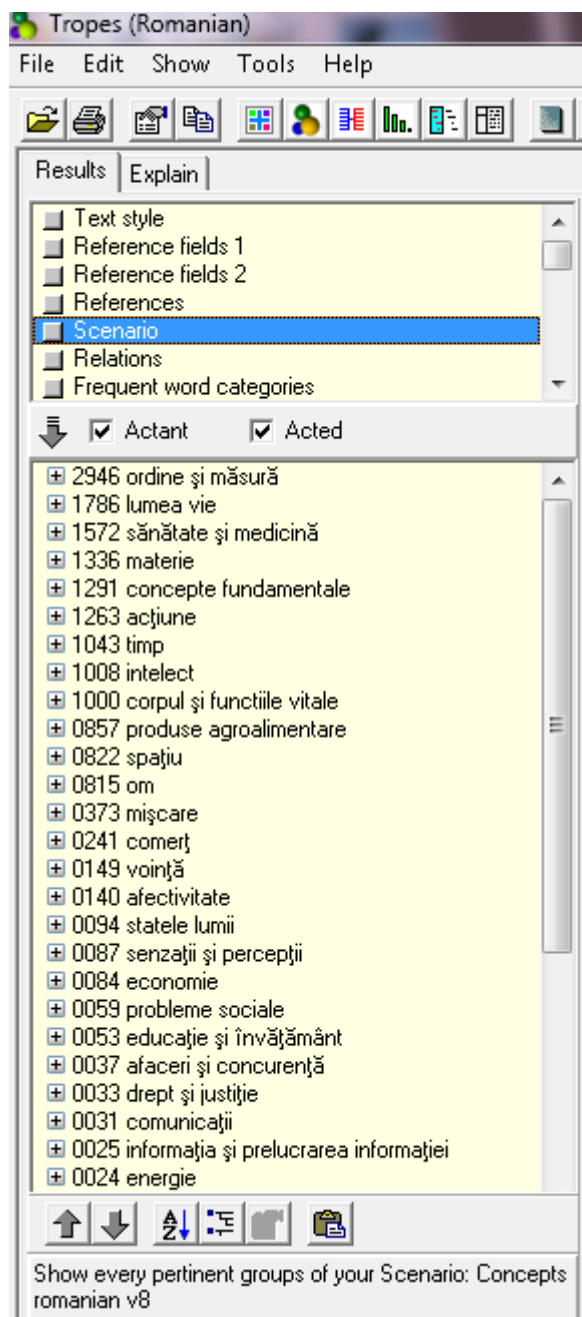 Tropes (Romanian)
File Edit Show Tools Help
Results Explain
Text style
Reference fields 1
Reference fields 2
References
Scenario
Relations
Frequent word categories
Actant Acted
2946 ordine şi măsură
1786 lumea vie
1572 sănătate şi medicină
1336 materie
1291 concepte fundamentale
1263 acţiune
1043 timp
1008 intelect
1000 corpul şi functiile vitale
0857 produse agroalimentare
0822 spaţiu
0815 om
0373 mişcare
0241 comerţ
0149 voinţă
0140 afectivitate
0094 statele lumii
0087 senzaţii şi percepţii
0084 economie
0059 probleme sociale
0053 educaţie şi învăţământ
0037 afaceri şi concurenţă
0033 drept şi justiţie
0031 comunicaţii
0025 informaţia şi prelucrarea informaţiei
0024 energie
Show every pertinent groups of your Scenario: Concepts
romanian v8